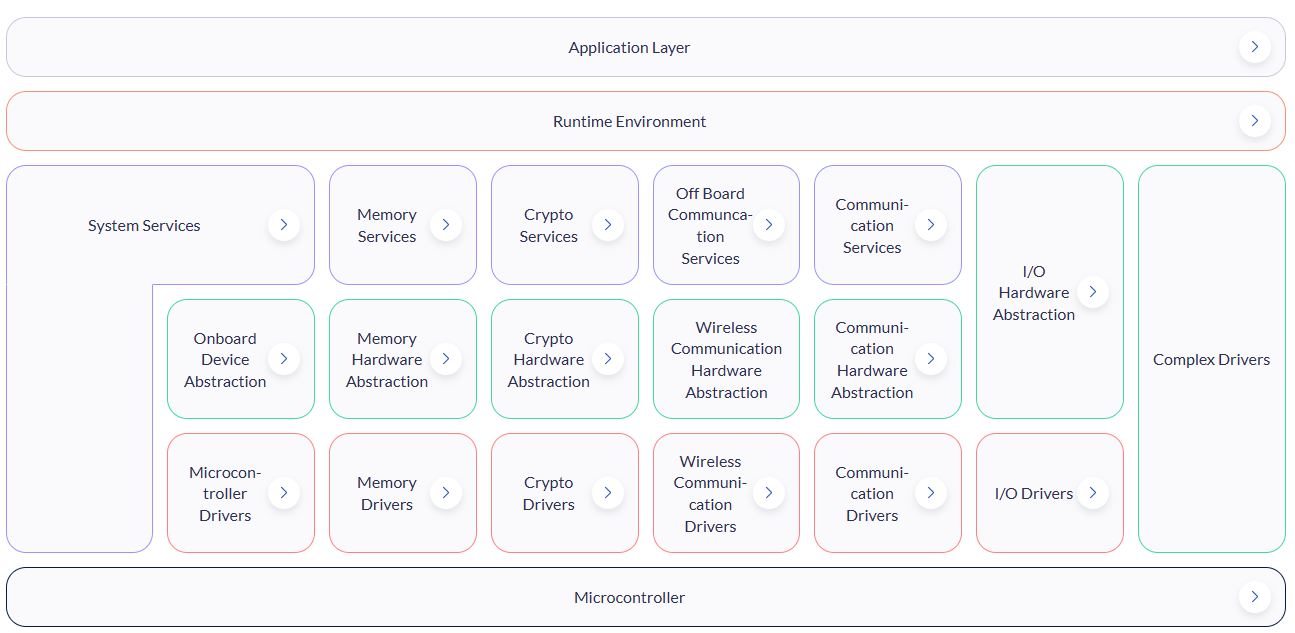 Application Layer
Runtime Environment
System Services
Memory
Services
Crypto
Services
Off Board
Communca-
tion
Services
Communi-
cation
Services
I/O
Hardware
Abstraction
Complex Drivers
Onboard
Device
Abstraction
Memory
Hardware
Abstraction
Crypto
Hardware
Abstraction
Wireless
Communication
Hardware
Abstraction
Communi-
cation
Hardware
Abstraction
Microcon-
troller
Drivers
Memory
Drivers
Crypto
Drivers
Wireless
Communi-
cation
Drivers
Communi-
cation
Drivers
I/O Drivers
Microcontroller